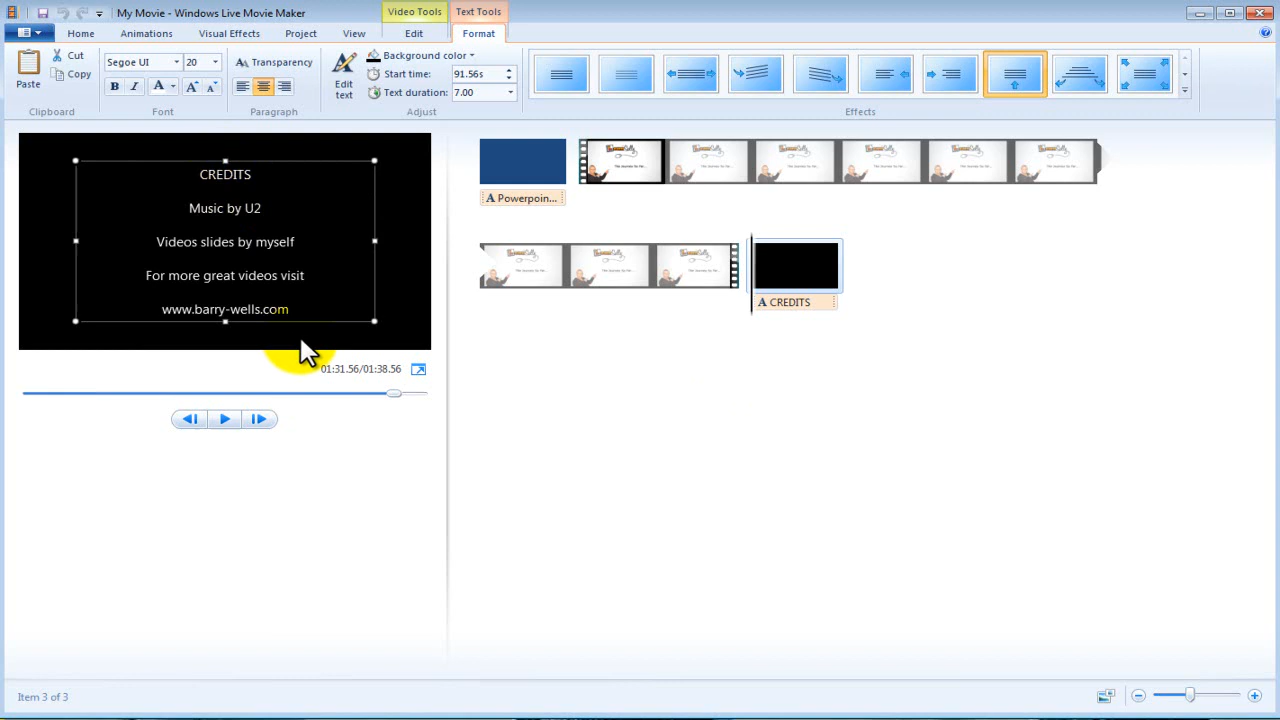 My Movie - Windows Live Movie Maker
Video Tools
Text Tools
Home
Animations
Visual Effects
Project
View
Edit
Format
Paste
Cut
Copy
Clipboard
Segoe UI
20
B
I
A
A
A
Font
Transparency
Paragraph
Edit
text
Background color
Start time:
91.56s
Text duration:
7.00
Adjust
Effects
CREDITS
Music by U2
Videos slides by myself
For more great videos visit
www.barry-wells.com
01:31.56/01:38.56
A Powerpoin...
A CREDITS
Item 3 of 3